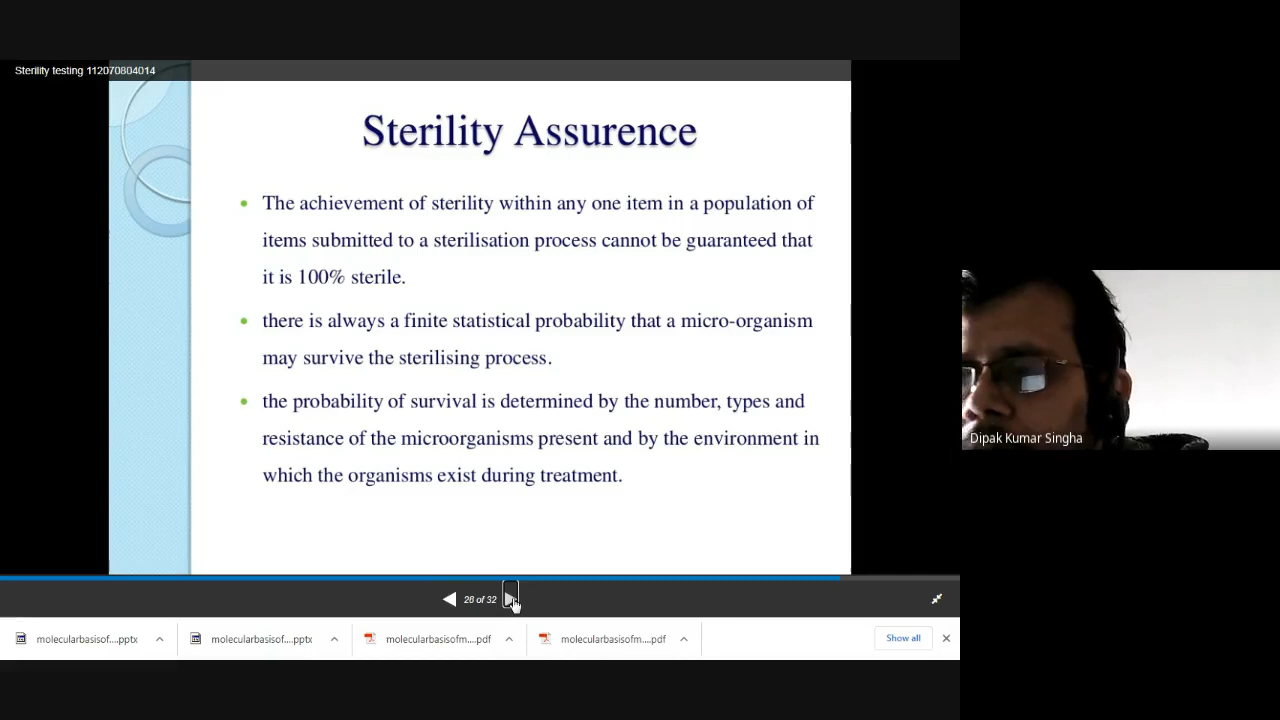 Sterility testing 112070804014
Sterility Assurence
The achievement of sterility within any one item in a population of
items submitted to a sterilisation process cannot be guaranteed that
it is 100% sterile.
there is always a finite statistical probability that a micro-organism
may survive the sterilising process.
the probability of survival is determined by the number, types and
resistance of the microorganisms present and by the environment in
which the organisms exist during treatment.
Dipak Kumar Singha
28 of 32
molecularbasisof....pptx
molecularbasisof....pptx
molecularbasisofm....pdf
molecularbasisofm....pdf
Show all